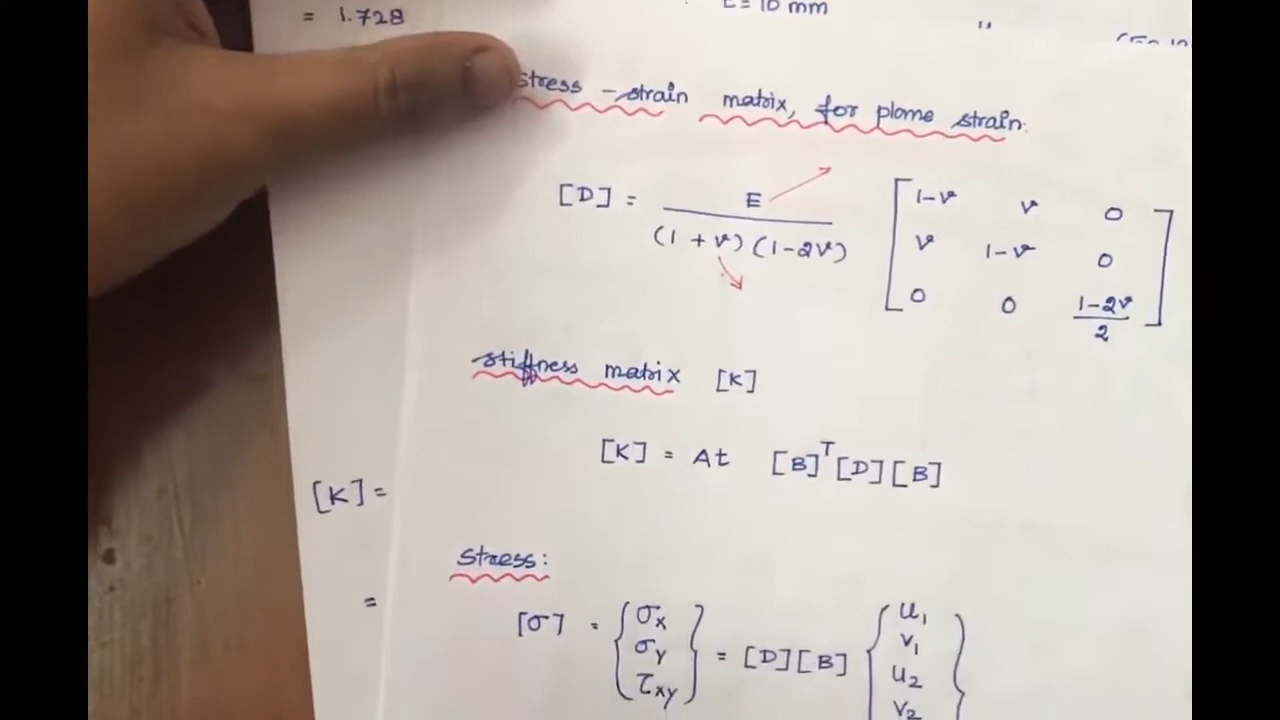 = 1.728
t = 10 mm
stress - strain matrix, for plome strain.
[D] = E / (1 + ν) (1-2ν) [ 1-ν ν 0
ν 1-ν 0
0 0 1-2ν / 2 ]
stiffness matrix [K]
[K] = At [B]ᵀ [D] [B]
[K] =
stress:
=
[σ] = { σx σy τxy } = [D] [B] { u₁
v₁
u₂
v₂